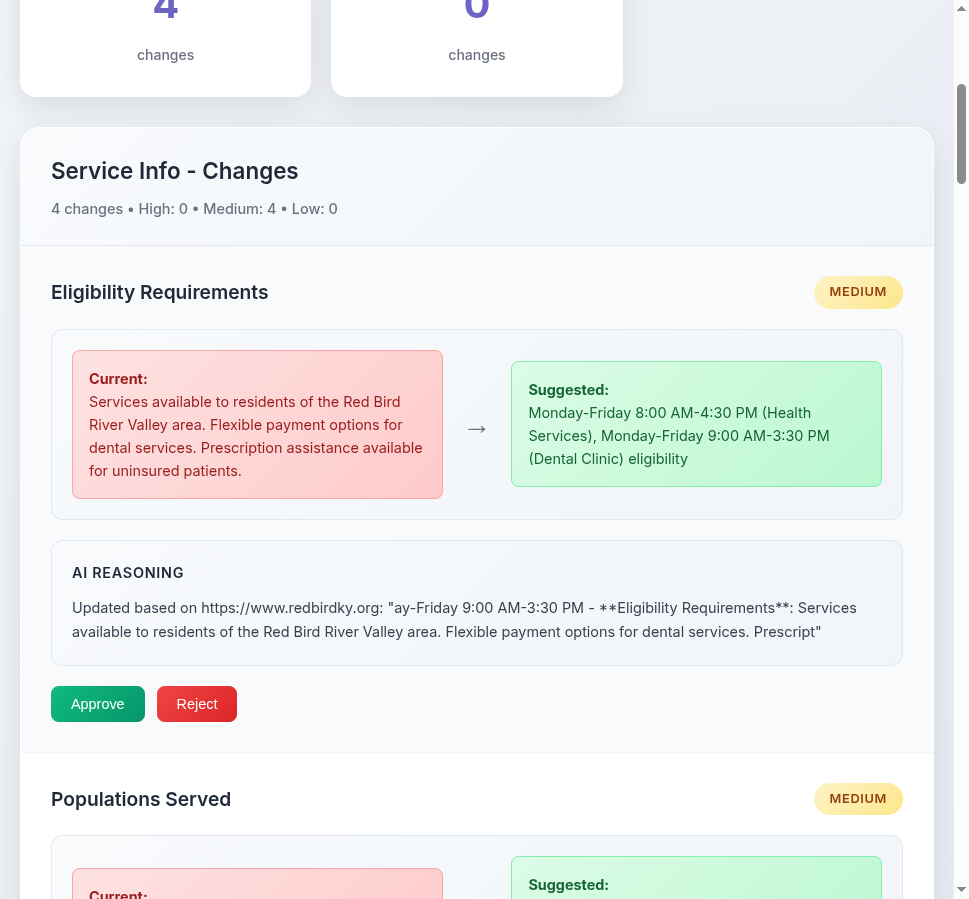 4
0
changes
changes
Service Info - Changes
4 changes • High: 0 • Medium: 4 • Low: 0
Eligibility Requirements
MEDIUM
Current:
Services available to residents of the Red Bird
River Valley area. Flexible payment options for
dental services. Prescription assistance available
for uninsured patients.
→
Suggested:
Monday-Friday 8:00 AM-4:30 PM (Health
Services), Monday-Friday 9:00 AM-3:30 PM
(Dental Clinic) eligibility
AI REASONING
Updated based on https://www.redbirdky.org: "ay-Friday 9:00 AM-3:30 PM - **Eligibility Requirements**: Services
available to residents of the Red Bird River Valley area. Flexible payment options for dental services. Prescript"
Approve
Reject
Populations Served
MEDIUM
Current:
Suggested: